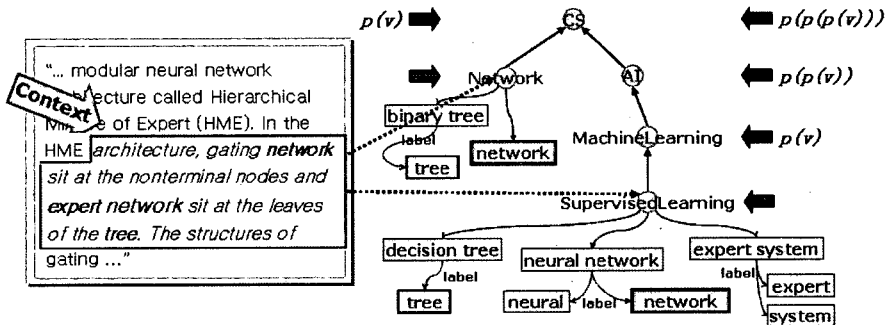 p(v)
CS
p(p(p(v)))
"... modular neural network
Context
hitecture called Hierarchical
Mi e of Expert (HME). In the
HME architecture, gating network
sit at the nonterminal nodes and
expert network sit at the leaves
of the tree. The structures of
gating ..."
Network
AI
p(p(v))
binary tree
label
tree
network
MachineLearning
p(v)
SupervisedLearning
decision tree
label
tree
neural network
neural
label
network
expert system
label
expert
system